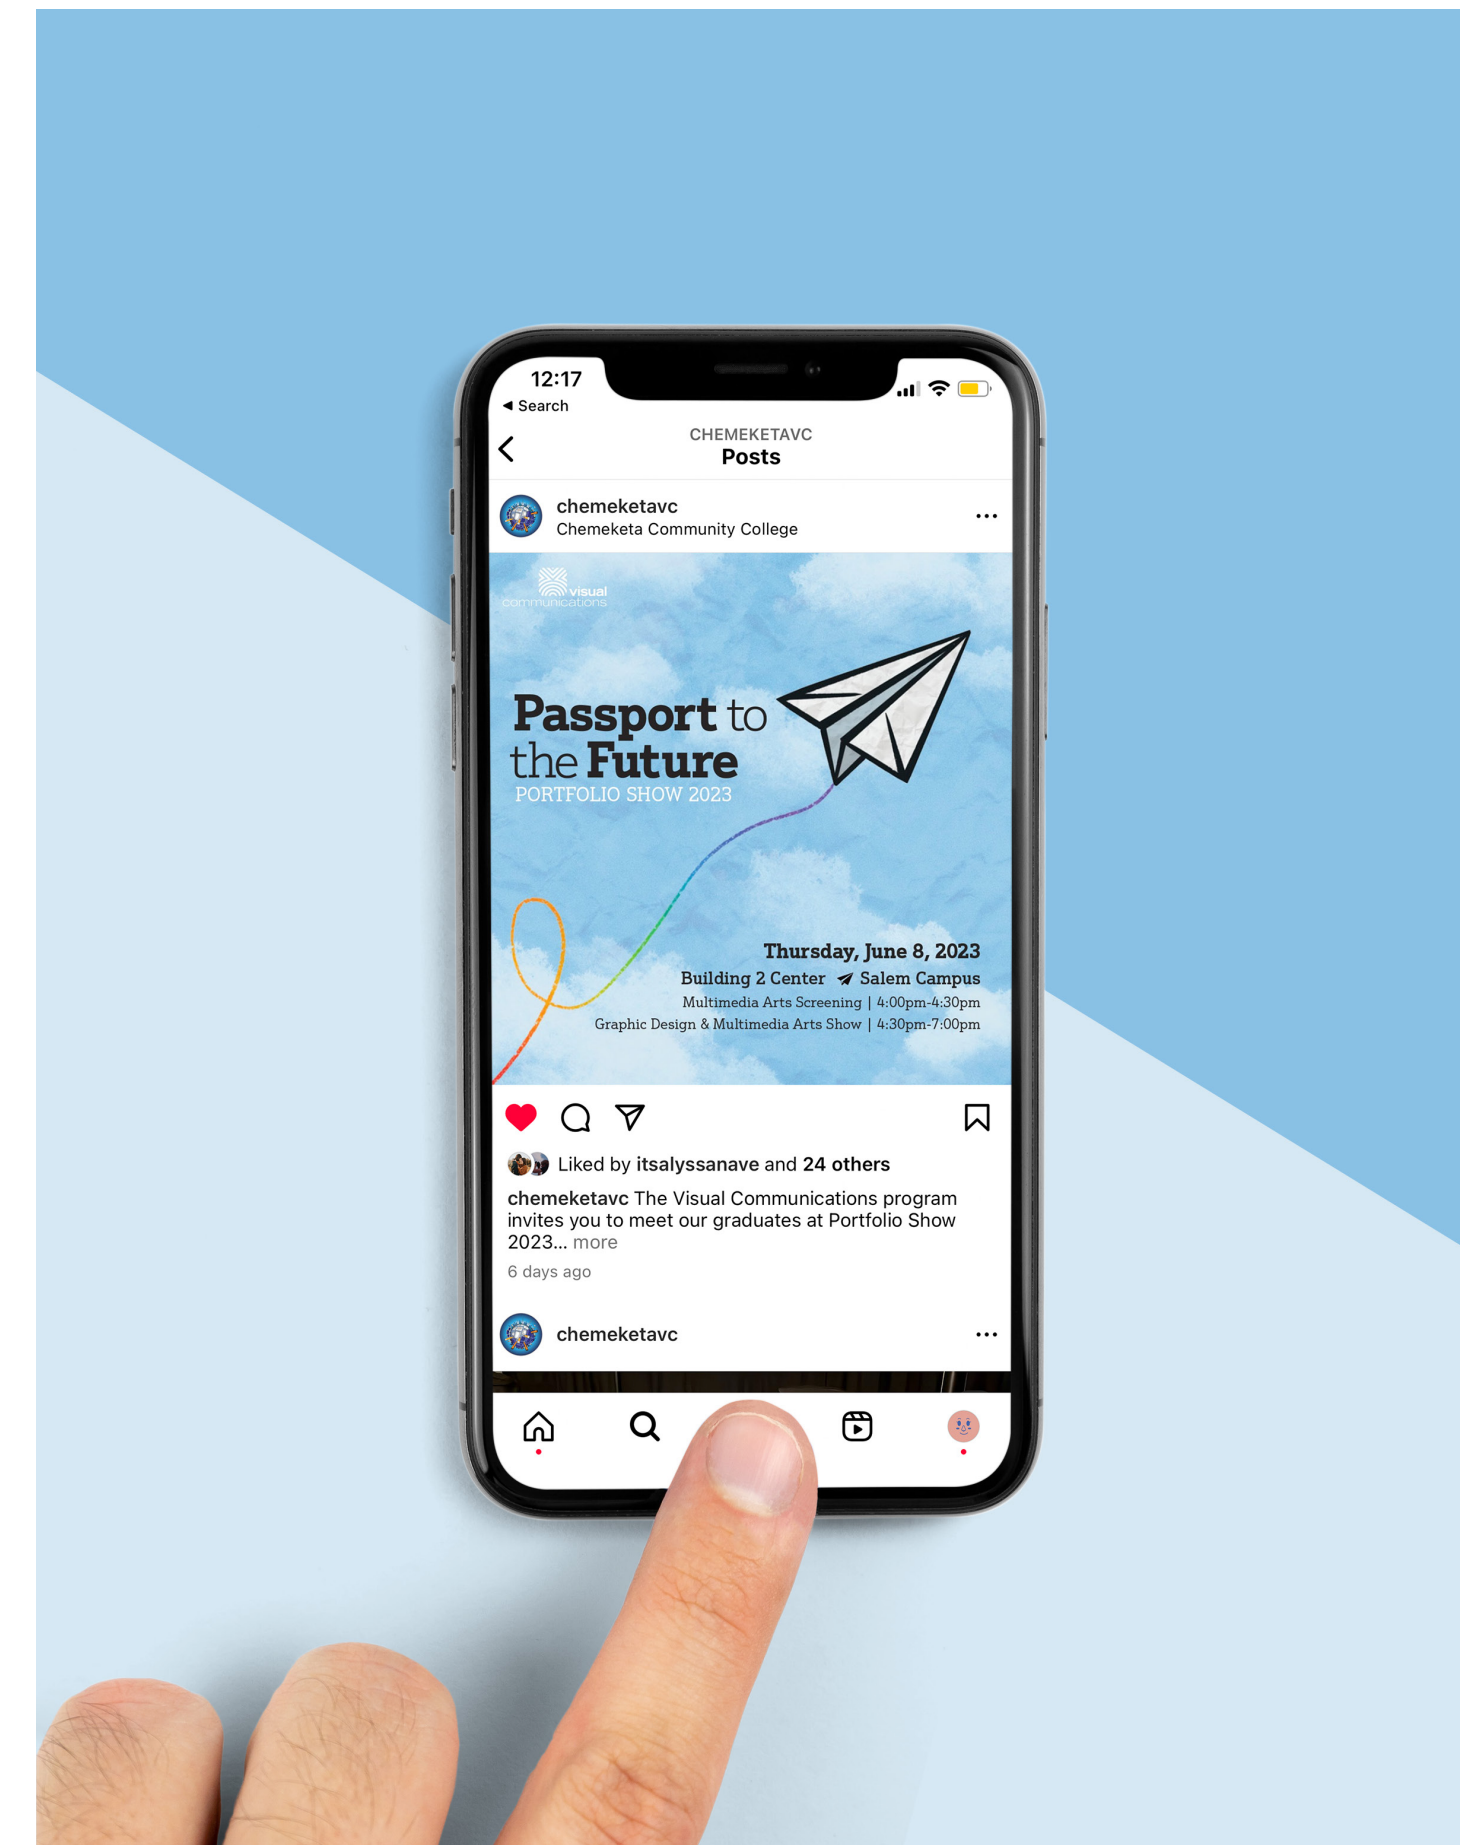 12:17
◄ Search
CHEMEKETAVC
Posts
chemeketavc
Chemeketa Community College
visual
communications
Passport to
the Future
PORTFOLIO SHOW 2023
Thursday, June 8, 2023
Building 2 Center Salem Campus
Multimedia Arts Screening | 4:00pm-4:30pm
Graphic Design & Multimedia Arts Show | 4:30pm-7:00pm
Liked by itsalyssanave and 24 others
chemeketavc The Visual Communications program
invites you to meet our graduates at Portfolio Show
2023... more
6 days ago
chemeketavc